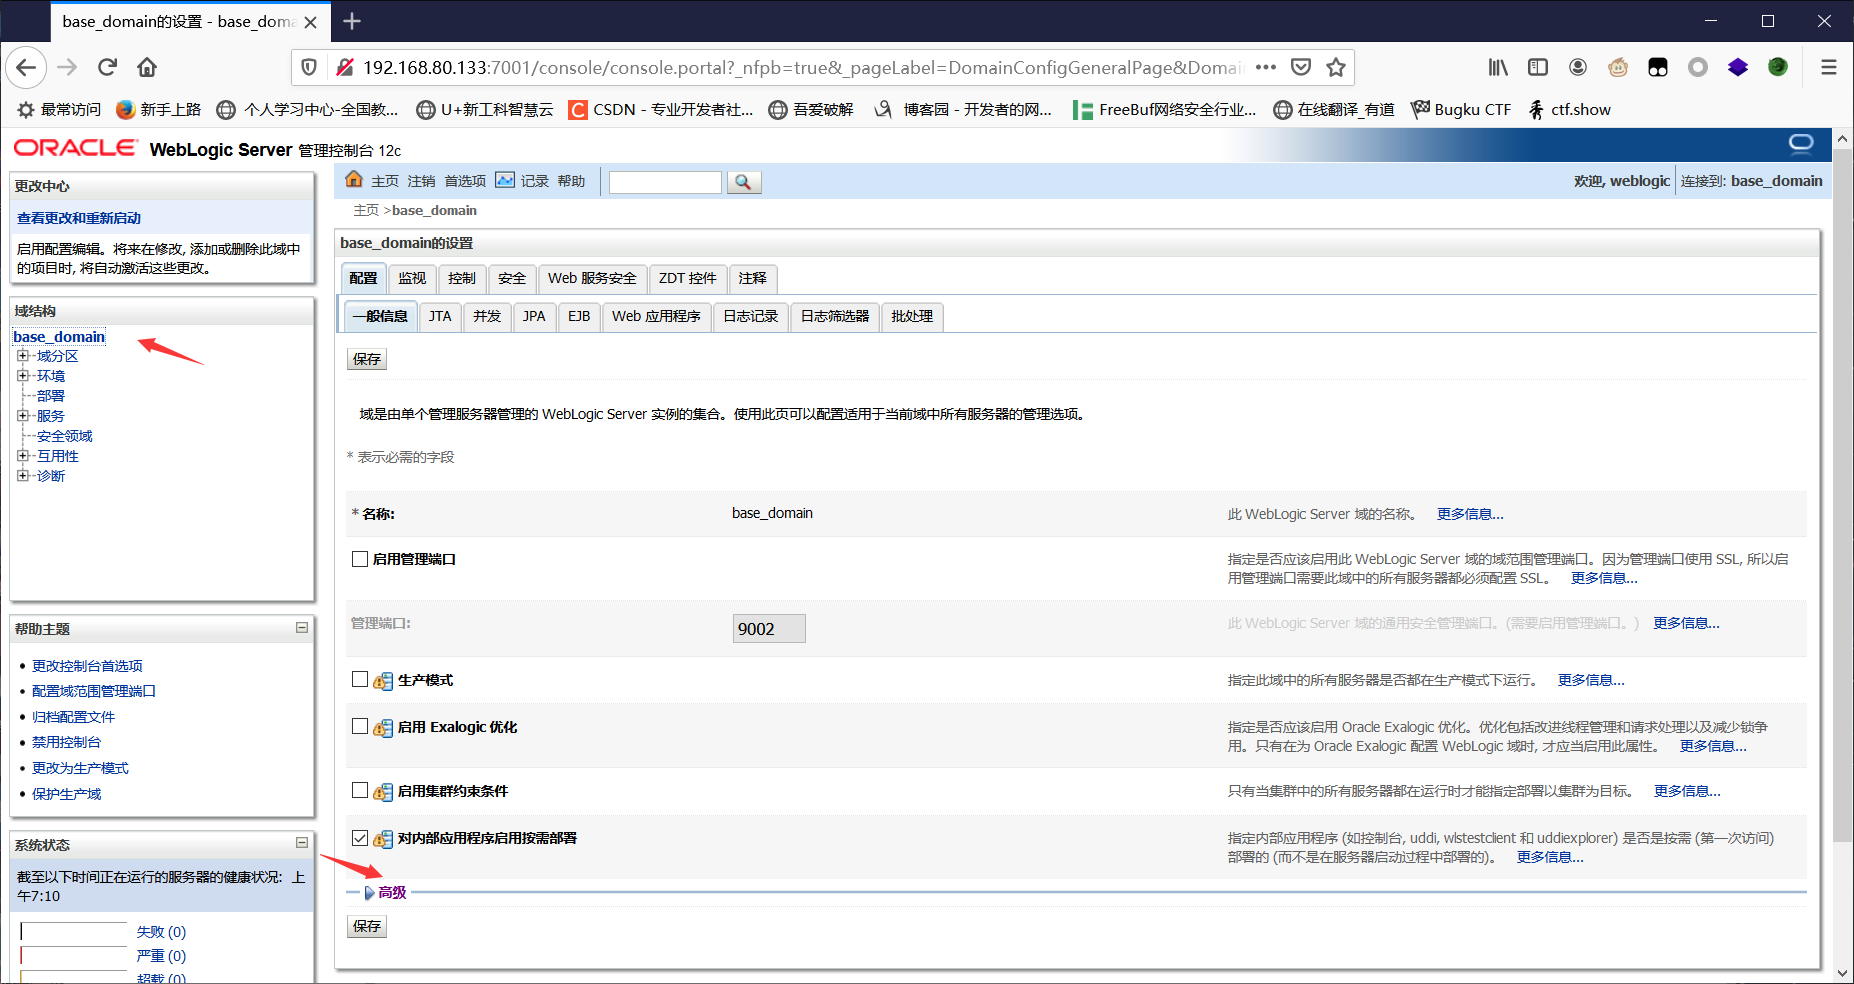 base_domain的设置 - base_doma
192.168.80.133:7001/console/console.portal?_nfpb=true&_pageLabel=DomainConfigGeneralPage&Domai
最常访问 新手上路 个人学习中心-全国教... U+新工科智慧云 CSDN - 专业开发者社... 吾爱破解 博客园 - 开发者的网... FreeBuf网络安全行业... 在线翻译_有道 Bugku CTF ctf.show
ORACLE WebLogic Server 管理控制台 12c
更改中心
查看更改和重新启动
启用配置编辑。将来在修改, 添加或删除此域中
的项目时, 将自动激活这些更改。
域结构
base_domain
域分区
环境
部署
服务
安全领域
互用性
诊断
帮助主题
更改控制台首选项
配置域范围管理端口
归档配置文件
禁用控制台
更改为生产模式
保护生产域
系统状态
截至以下时间正在运行的服务器的健康状况: 上
午7:10
失败 (0)
严重 (0)
超载 (0)
主页 注销 首选项 记录 帮助
欢迎, weblogic 连接到: base_domain
主页 >base_domain
base_domain的设置
配置 监视 控制 安全 Web 服务安全 ZDT 控件 注释
一般信息 JTA 并发 JPA EJB Web 应用程序 日志记录 日志筛选器 批处理
保存
域是由单个管理服务器管理的 WebLogic Server 实例的集合。使用此页可以配置适用于当前域中所有服务器的管理选项。
* 表示必需的字段
* 名称: base_domain 此 WebLogic Server 域的名称。 更多信息...
启用管理端口 指定是否应该启用此 WebLogic Server 域的域范围管理端口。因为管理端口使用 SSL, 所以启
用管理端口需要此域中的所有服务器都必须配置 SSL。 更多信息...
管理端口: 9002 此 WebLogic Server 域的通用安全管理端口。(需要启用管理端口。) 更多信息...
生产模式 指定此域中的所有服务器是否都在生产模式下运行。 更多信息...
启用 Exalogic 优化 指定是否应该启用 Oracle Exalogic 优化。优化包括改进线程管理和请求处理以及减少锁争
用。只有在为 Oracle Exalogic 配置 WebLogic 域时, 才应当启用此属性。 更多信息...
启用集群约束条件 只有当集群中的所有服务器都在运行时才能指定部署以集群为目标。 更多信息...
对内部应用程序启用按需部署 指定内部应用程序 (如控制台, uddi, wlstestclient 和 uddiexplorer) 是否是按需 (第一次访问)
部署的 (而不是在服务器启动过程中部署的)。 更多信息...
高级
保存